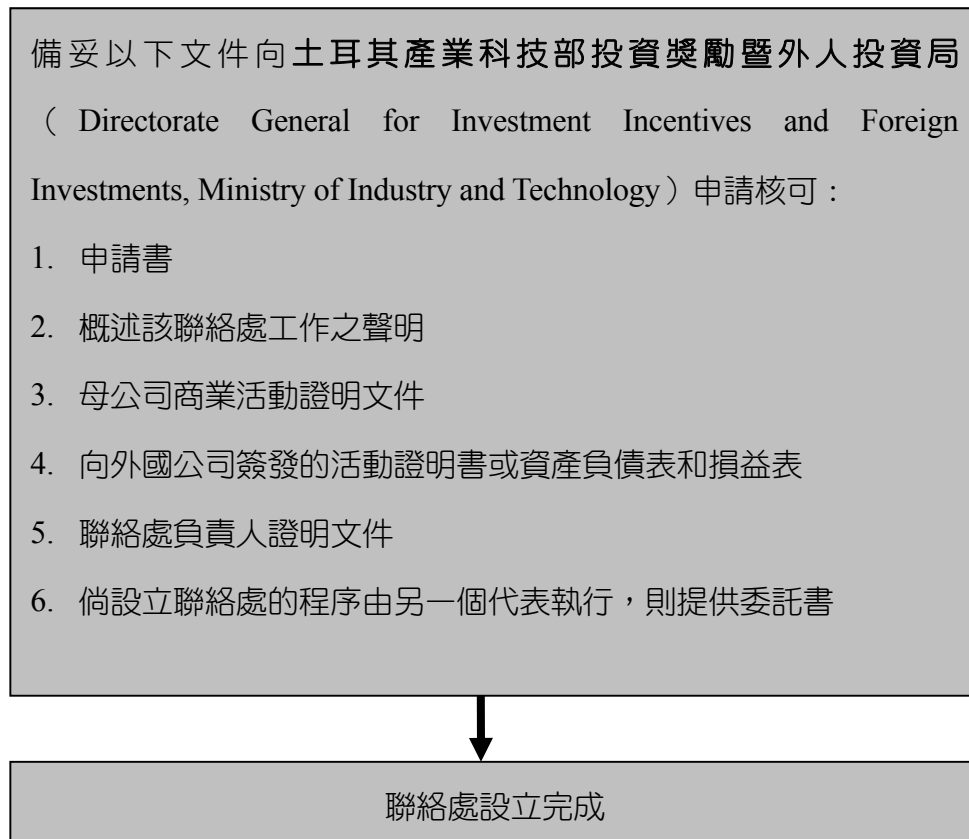 備妥以下文件向土耳其產業科技部投資獎勵暨外人投資局
（Directorate General for Investment Incentives and Foreign
Investments, Ministry of Industry and Technology）申請核可：
1. 申請書
2. 概述該聯絡處工作之聲明
3. 母公司商業活動證明文件
4. 向外國公司簽發的活動證明書或資產負債表和損益表
5. 聯絡處負責人證明文件
6. 倘設立聯絡處的程序由另一個代表執行，則提供委託書
聯絡處設立完成